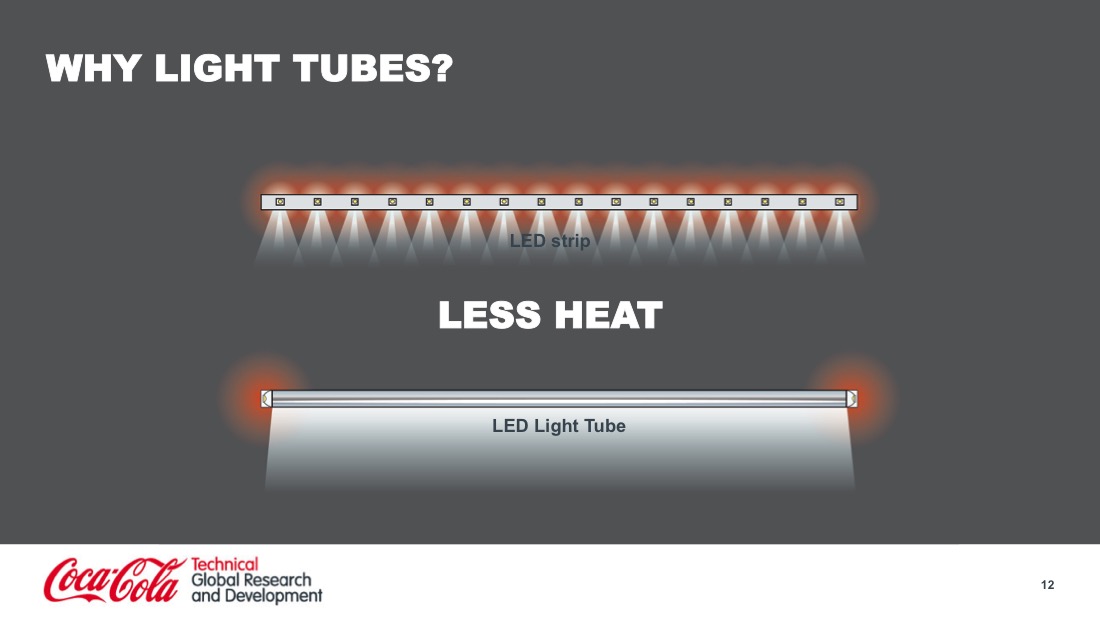 WHY LIGHT TUBES?
LED strip
LESS HEAT
LED Light Tube
Coca-Cola
Technical
Global Research
and Development
12